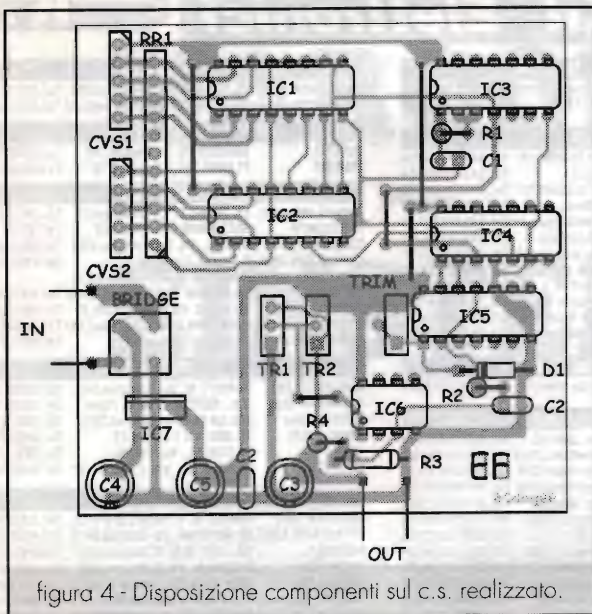 RR1
IC1
IC3
R1
C1
CVS1
IC2
IC4
CVS2
TRIM
BRIDGE
IC5
IN
TR1
TR2
D1
R2
IC6
C2
IC7
R4
R3
EF
C4
C5
C2
C3
OUT
figura 4 - Disposizione componenti sul c.s. realizzato.